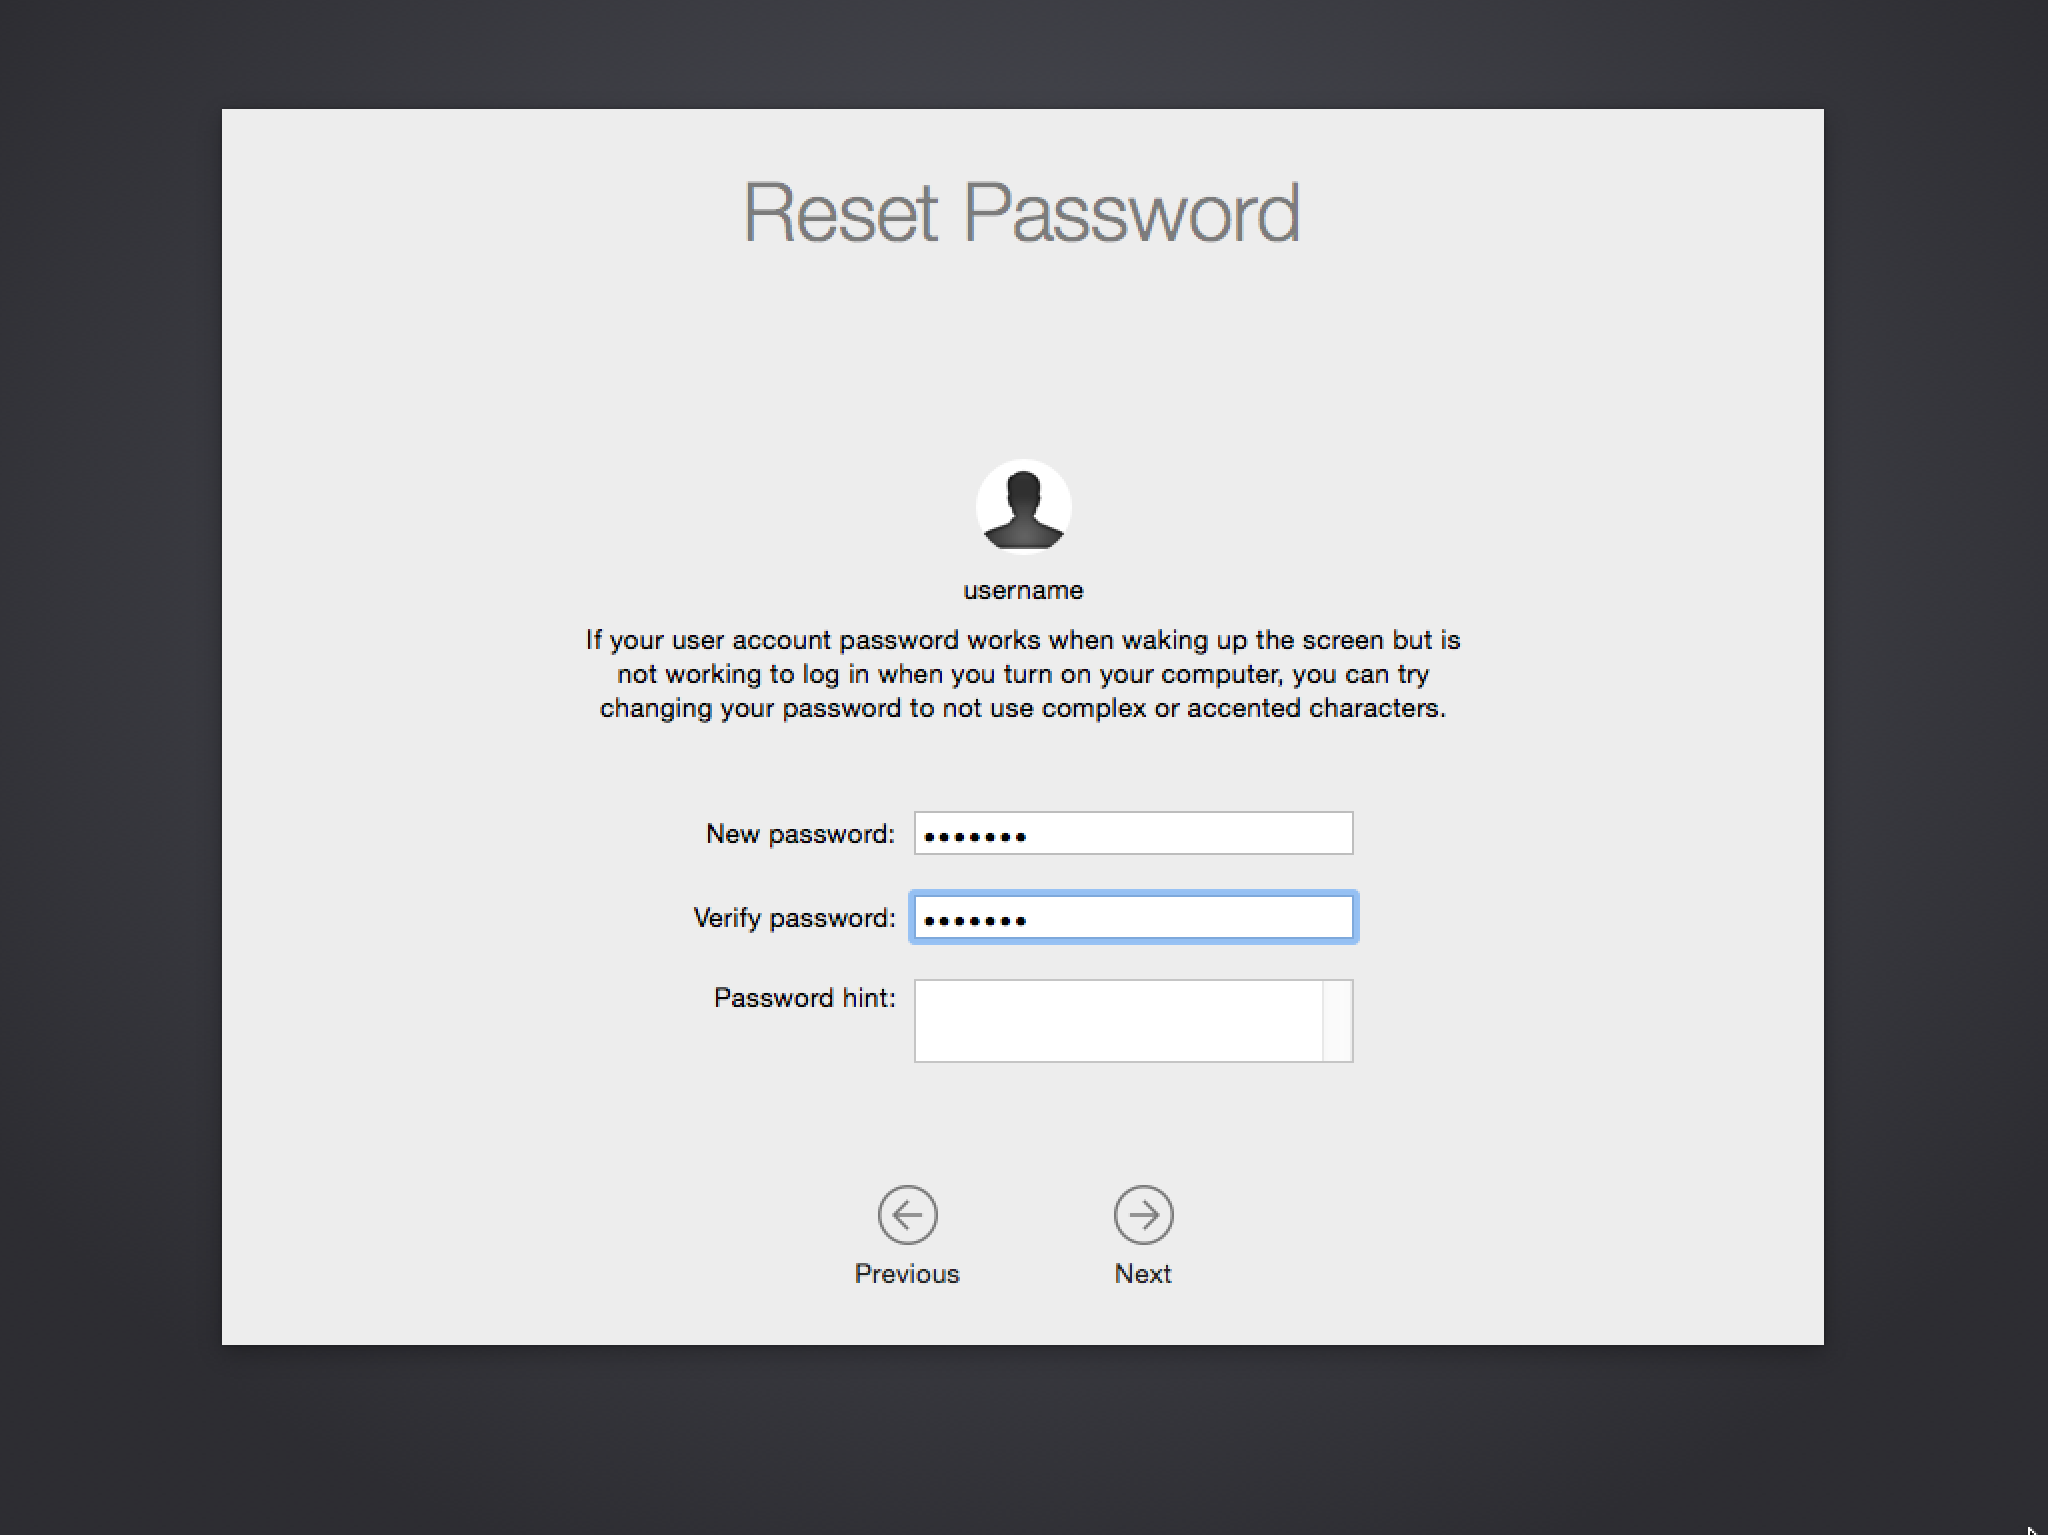 Reset Password
username
If your user account password works when waking up the screen but is
not working to log in when you turn on your computer, you can try
changing your password to not use complex or accented characters.
New password: •••••••
Verify password: •••••••
Password hint:
Previous
Next